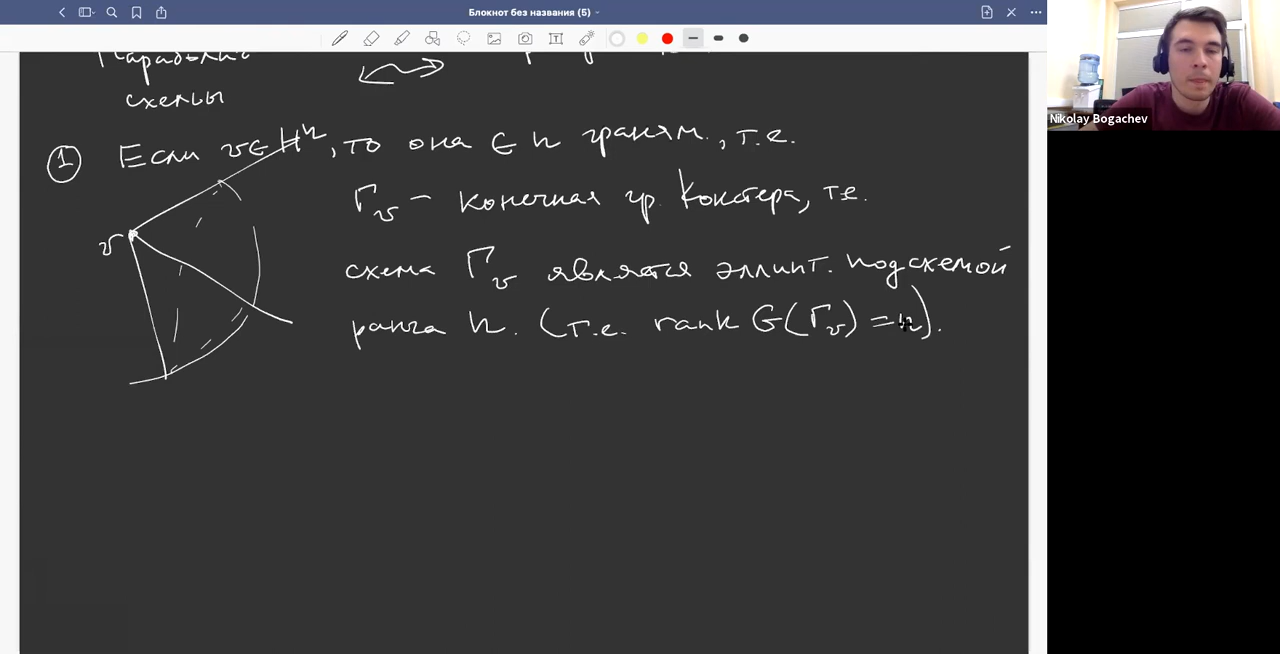 Блокнот без названия (5)
Nikolay Bogachev
схемы
① Если v ∈ Hⁿ, то она ∈ n граням, т.е.
Γᵥ – конечная гр. Кокстера, т.е.
v
схема Γᵥ является эллипт. подсхемой
ранга n. (т.е. rank G(Γᵥ) = n).